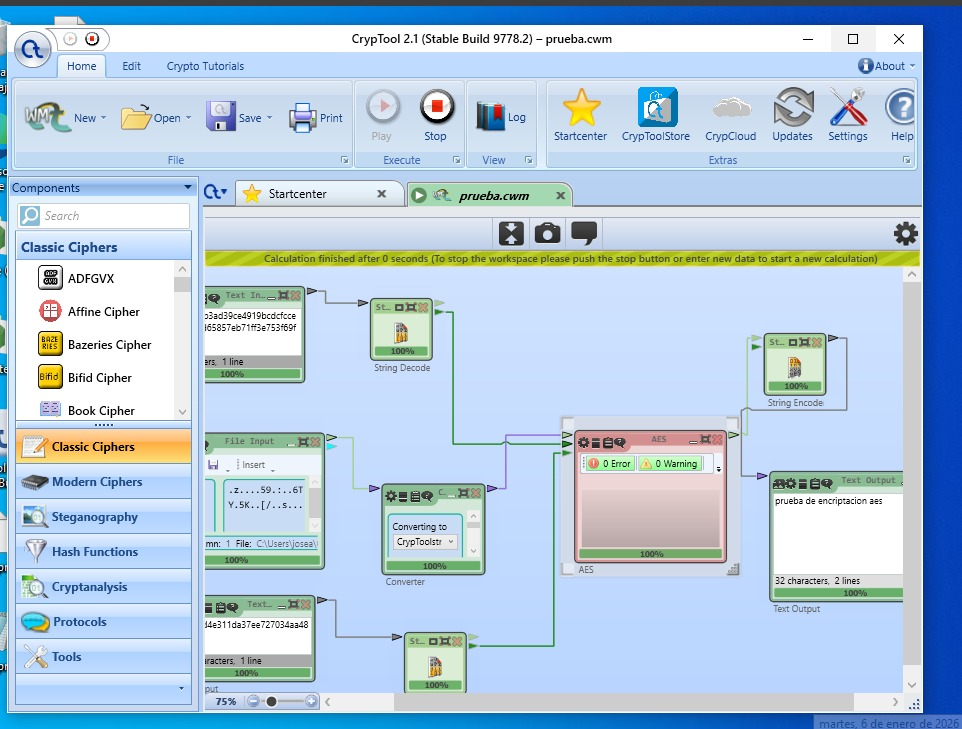 CrypTool 2.1 (Stable Build 9778.2) – prueba.cwm
Home Edit Crypto Tutorials About
New Open Save Print Play Stop Log Startcenter CrypToolStore CrypCloud Updates Settings Help
File Execute View Extras
Components
Search
Classic Ciphers
ADFGVX
Affine Cipher
Bazeries Cipher
Bifid Cipher
Book Cipher
Classic Ciphers
Modern Ciphers
Steganography
Hash Functions
Cryptanalysis
Protocols
Tools
Startcenter prueba.cwm
Calculation finished after 0 seconds (To stop the workspace please push the stop button or enter new data to start a new calculation)
Text In...
b3ad39ce4919bcdcfcce
465857eb71ff3e753f69f
ers, 1 line
100%
St...
100%
String Decode
File Input
Insert
.z....59.:..6T
Y.5K..[/..s...
mn: 1 File: C:\Users\josea\
100%
C...
Converting to
CrypToolstr
100%
Converter
Text...
d4e311da37ee727034aa48
aracters, 1 line
100%
put
St...
100%
AES
0 Error 0 Warning
100%
AES
St...
100%
String Encode
Text Output
prueba de encriptacion aes
32 characters, 2 lines
100%
Text Output
75%
martes, 6 de enero de 2026